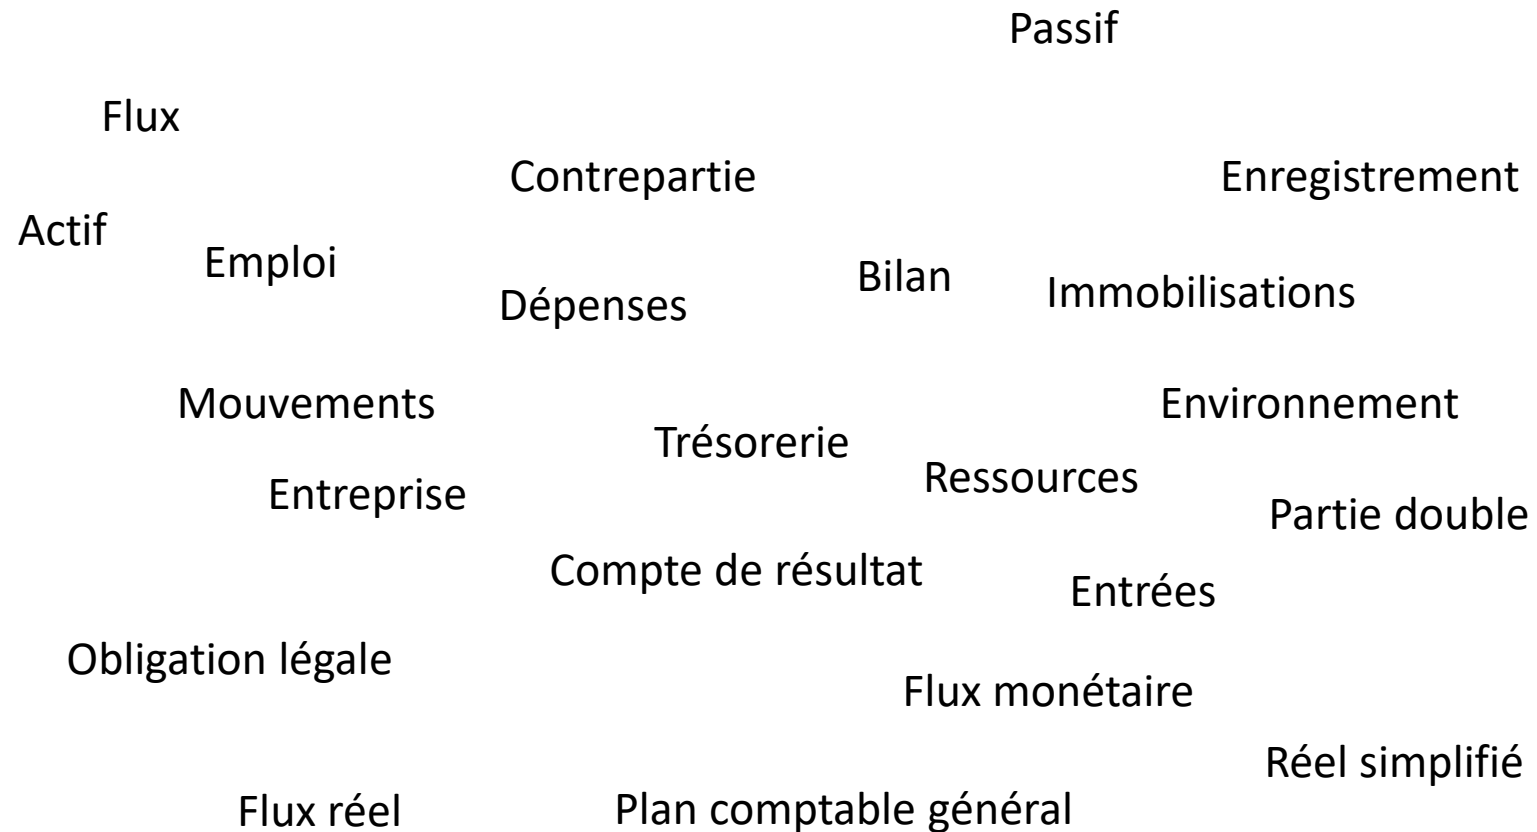 Passif
Flux
Contrepartie
Enregistrement
Actif
Emploi
Bilan
Immobilisations
Dépenses
Mouvements
Environnement
Trésorerie
Ressources
Entreprise
Partie double
Compte de résultat
Entrées
Obligation légale
Flux monétaire
Réel simplifié
Flux réel
Plan comptable général